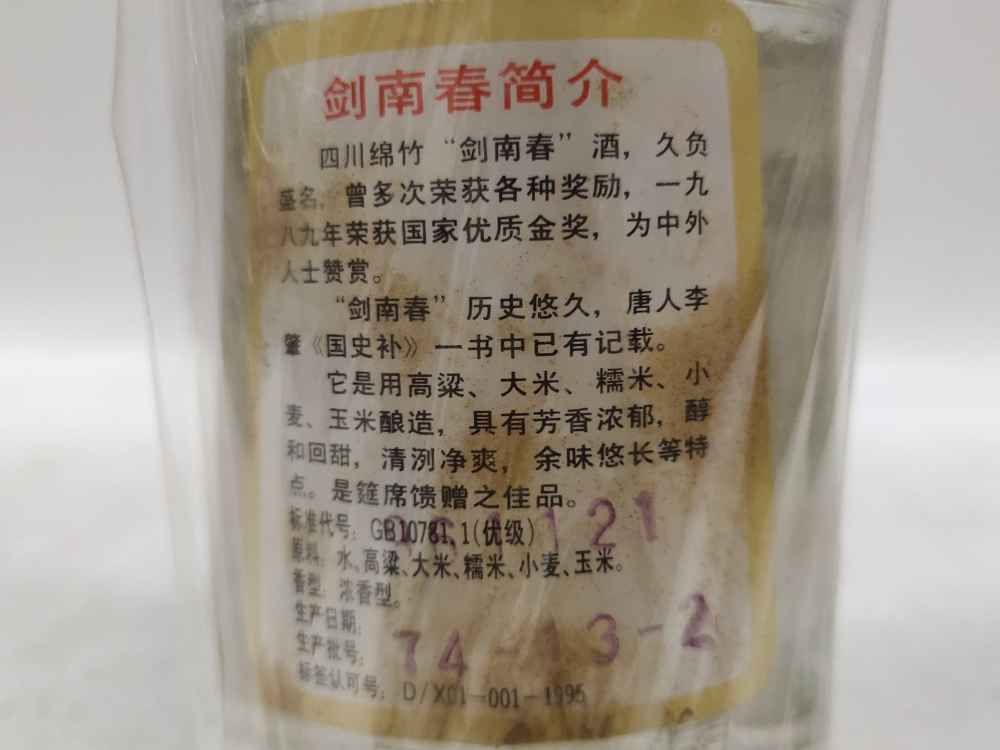 剑南春简介
四川绵竹“剑南春”酒，久负
盛名，曾多次荣获各种奖励，一九
八九年荣获国家优质金奖，为中外
人士赞赏。
“剑南春”历史悠久，唐人李
肇《国史补》一书中已有记载。
它是用高粱、大米、糯米、小
麦、玉米酿造，具有芳香浓郁，醇
和回甜，清洌净爽，余味悠长等特
点。是筵席馈赠之佳品。
标准代号：GB10781.1(优级)
原料：水、高粱、大米、糯米、小麦、玉米。
香型：浓香型。
生产日期：
生产批号：74-13-2
标签认可号：D/X01-001-1995